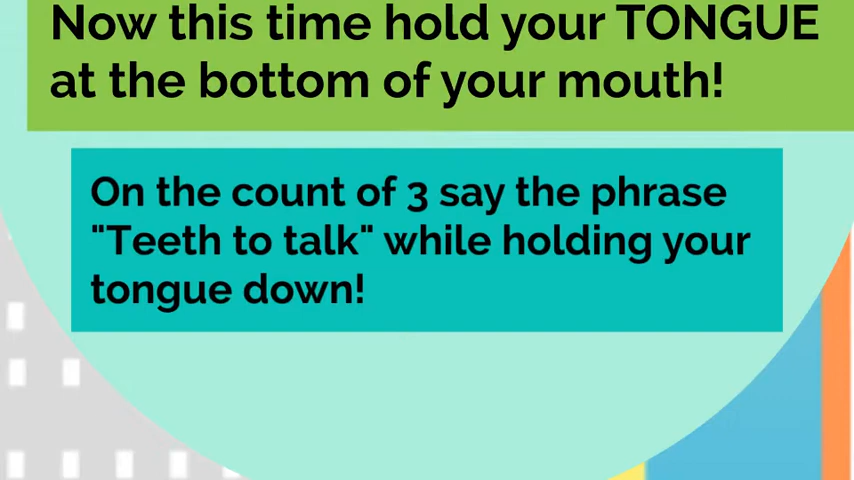 Now this time hold your TONGUE
at the bottom of your mouth!
On the count of 3 say the phrase
"Teeth to talk" while holding your
tongue down!